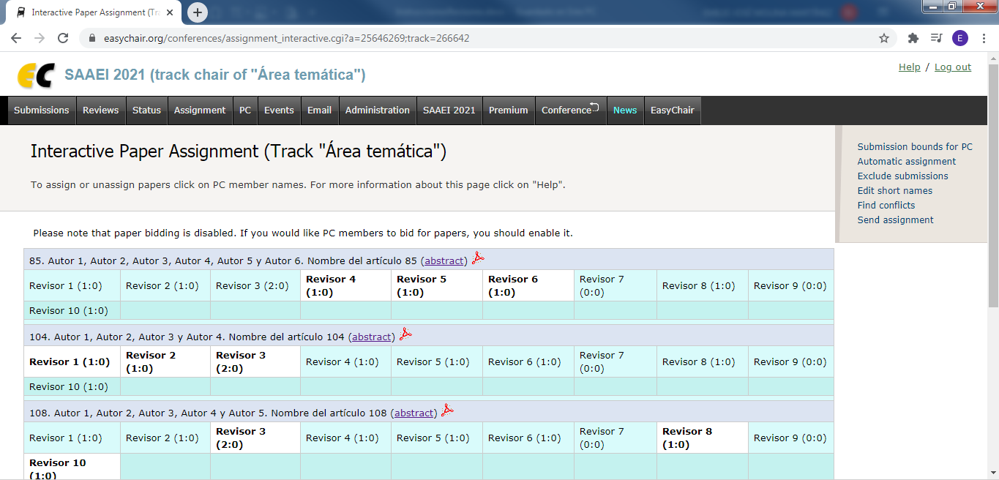 Interactive Paper Assignment (Tra
easychair.org/conferences/assignment_interactive.cgi?a=25646269;track=266642
E
EC SAAEI 2021 (track chair of "Área temática")
Help / Log out
Submissions Reviews Status Assignment PC Events Email Administration SAAEI 2021 Premium Conference News EasyChair
Interactive Paper Assignment (Track "Área temática")
To assign or unassign papers click on PC member names. For more information about this page click on "Help".
Submission bounds for PC
Automatic assignment
Exclude submissions
Edit short names
Find conflicts
Send assignment
Please note that paper bidding is disabled. If you would like PC members to bid for papers, you should enable it.
85. Autor 1, Autor 2, Autor 3, Autor 4, Autor 5 y Autor 6. Nombre del artículo 85 (abstract)
Revisor 1 (1:0) Revisor 2 (1:0) Revisor 3 (2:0) Revisor 4 (1:0) Revisor 5 (1:0) Revisor 6 (1:0) Revisor 7 (0:0) Revisor 8 (1:0) Revisor 9 (0:0)
Revisor 10 (1:0)
104. Autor 1, Autor 2, Autor 3 y Autor 4. Nombre del artículo 104 (abstract)
Revisor 1 (1:0) Revisor 2 (1:0) Revisor 3 (2:0) Revisor 4 (1:0) Revisor 5 (1:0) Revisor 6 (1:0) Revisor 7 (0:0) Revisor 8 (1:0) Revisor 9 (0:0)
Revisor 10 (1:0)
108. Autor 1, Autor 2, Autor 3, Autor 4 y Autor 5. Nombre del artículo 108 (abstract)
Revisor 1 (1:0) Revisor 2 (1:0) Revisor 3 (2:0) Revisor 4 (1:0) Revisor 5 (1:0) Revisor 6 (1:0) Revisor 7 (0:0) Revisor 8 (1:0) Revisor 9 (0:0)
Revisor 10 (1:0)